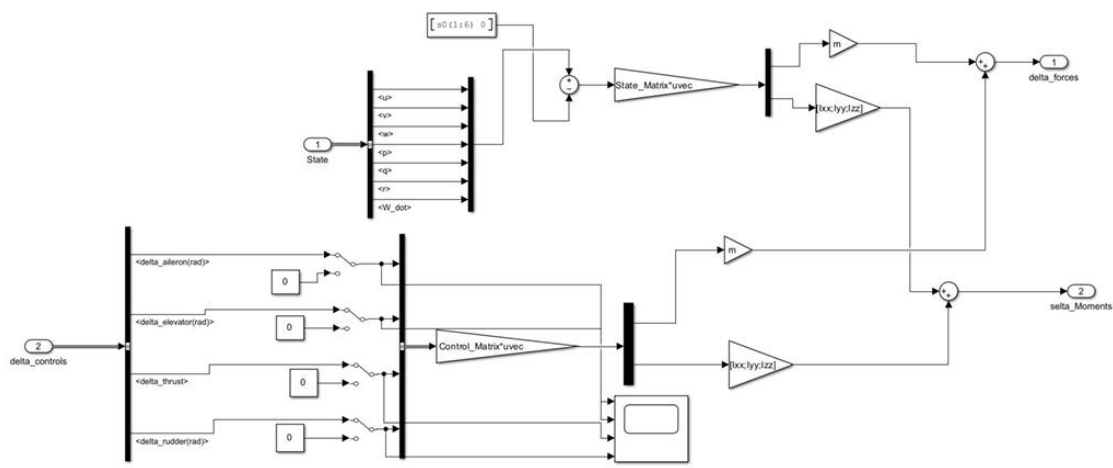 [s0(1:6) 0]
m
1
delta_forces
+
+
+
−
State_Matrix*uvec
[Ixx;Iyy;Izz]
<u>
<v>
<w>
1
State
<p>
<q>
<r>
<W_dot>
m
<delta_aileron(rad)>
0
+
+
2
selta_Moments
<delta_elevator(rad)>
0
2
delta_controls
Control_Matrix*uvec
[Ixx;Iyy;Izz]
<delta_thrust>
0
<delta_rudder(rad)>
0